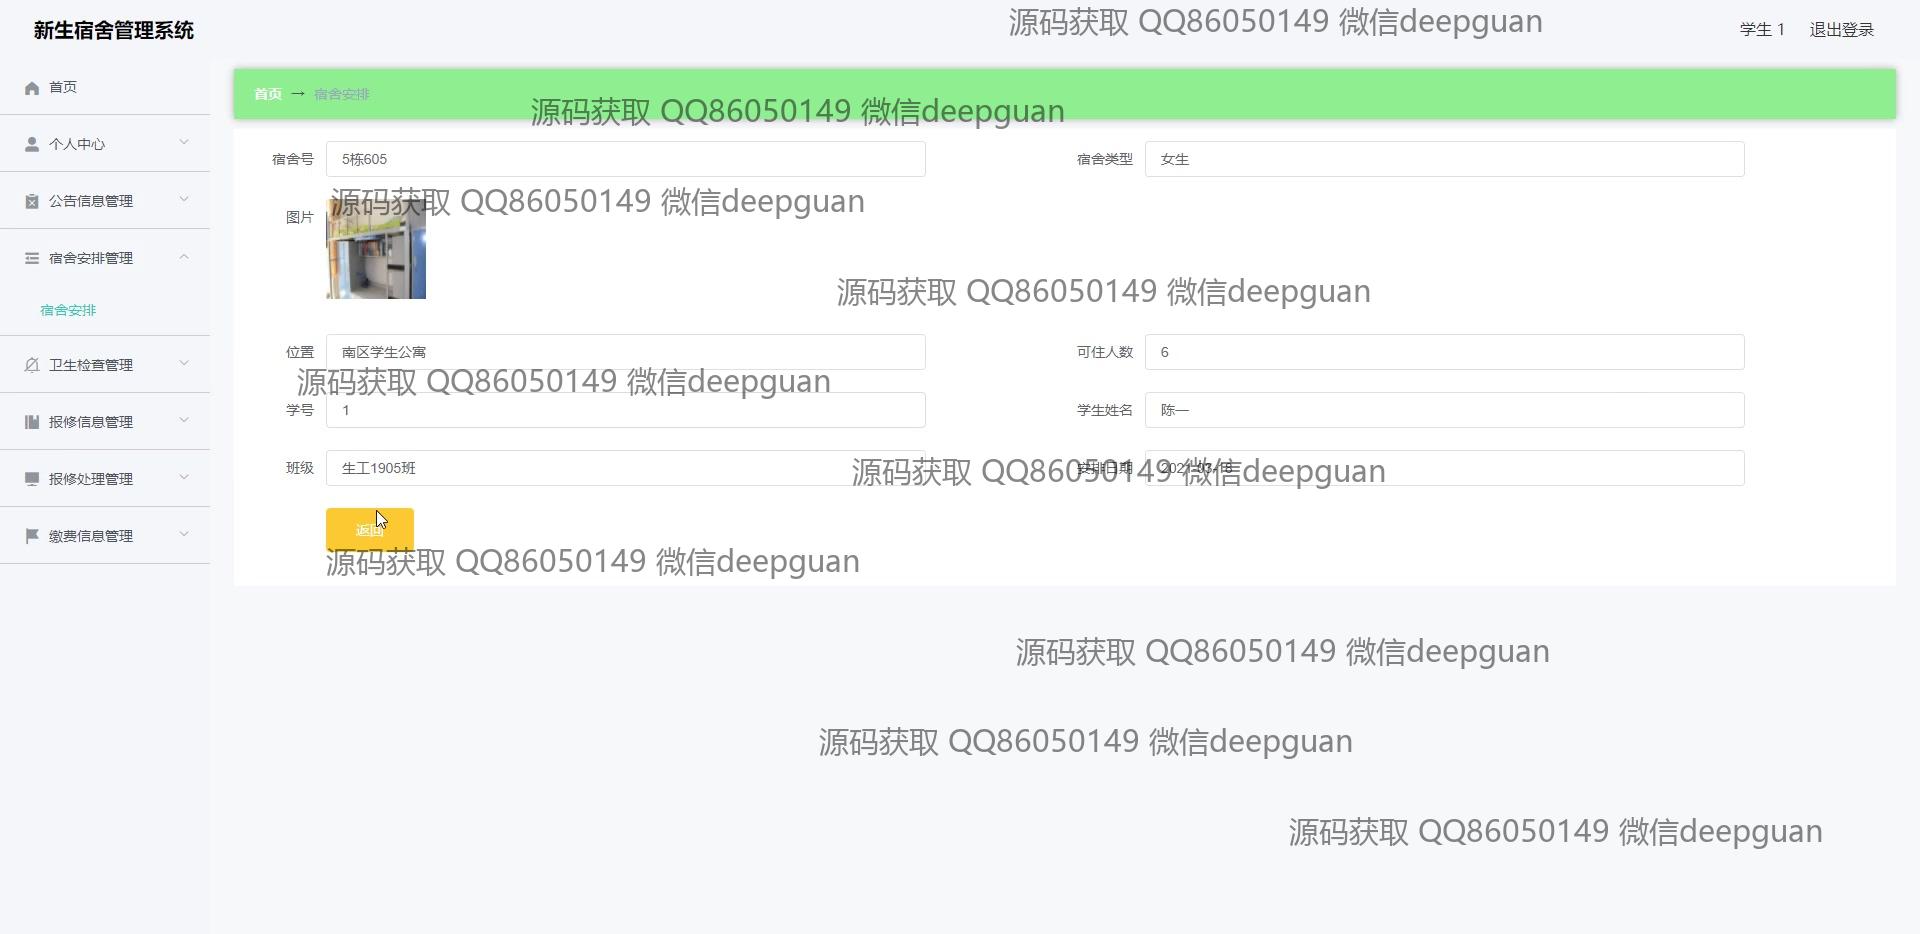 新生宿舍管理系统
源码获取 QQ86050149 微信deepguan
学生 1 退出登录
首页
个人中心
公告信息管理
宿舍安排管理
宿舍安排
卫生检查管理
报修信息管理
报修处理管理
缴费信息管理
首页 → 宿舍安排
源码获取 QQ86050149 微信deepguan
宿舍号 5栋605 宿舍类型 女生
源码获取 QQ86050149 微信deepguan
图片
源码获取 QQ86050149 微信deepguan
位置 南区学生公寓 可住人数 6
源码获取 QQ86050149 微信deepguan
学号 1 学生姓名 陈一
班级 生工1905班 安排日期 2021-03-18
源码获取 QQ86050149 微信deepguan
返回
源码获取 QQ86050149 微信deepguan
源码获取 QQ86050149 微信deepguan
源码获取 QQ86050149 微信deepguan
源码获取 QQ86050149 微信deepguan